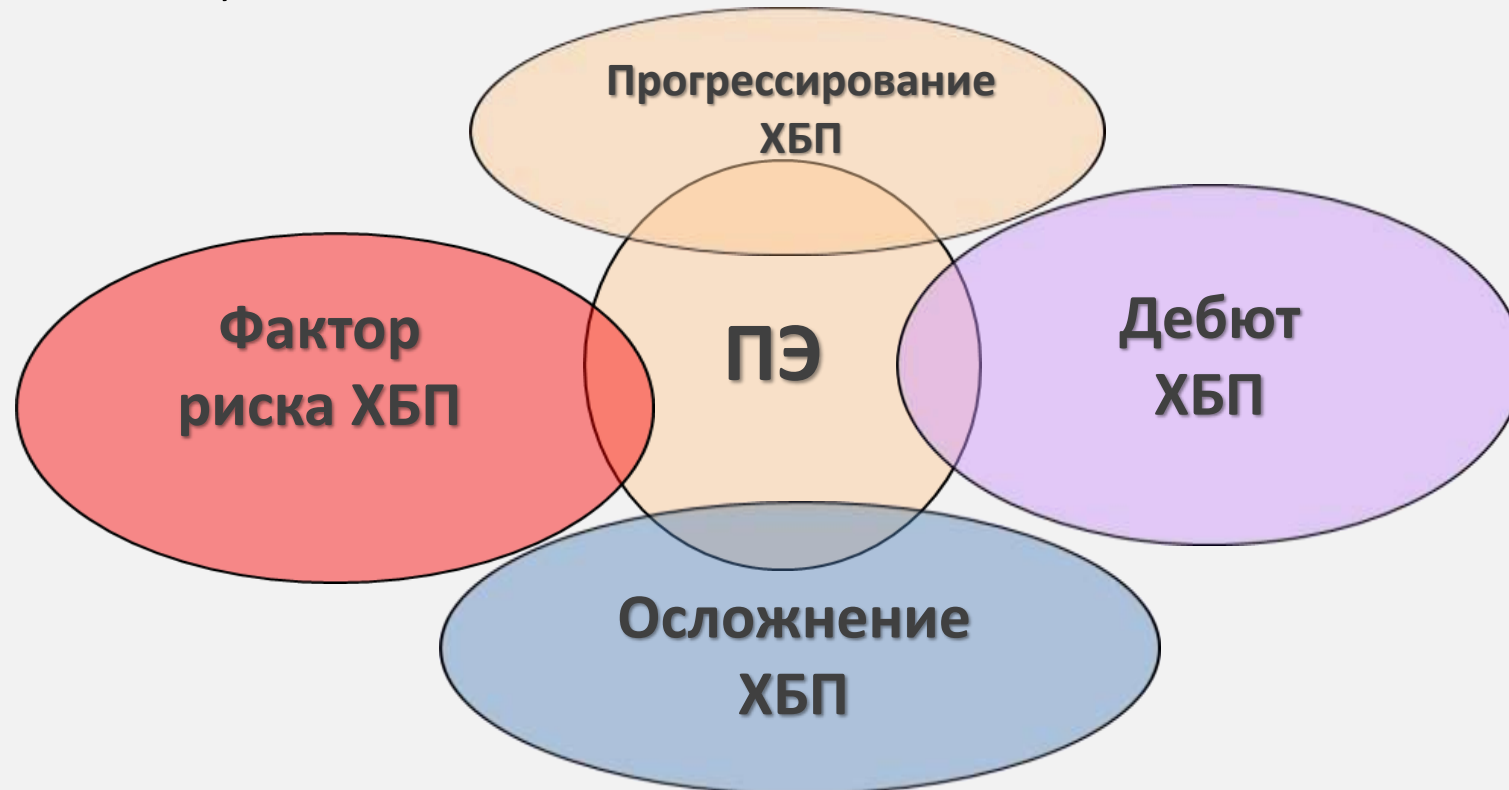 Прогрессирование
ХБП
Фактор
риска ХБП
ПЭ
Дебют
ХБП
Осложнение
ХБП